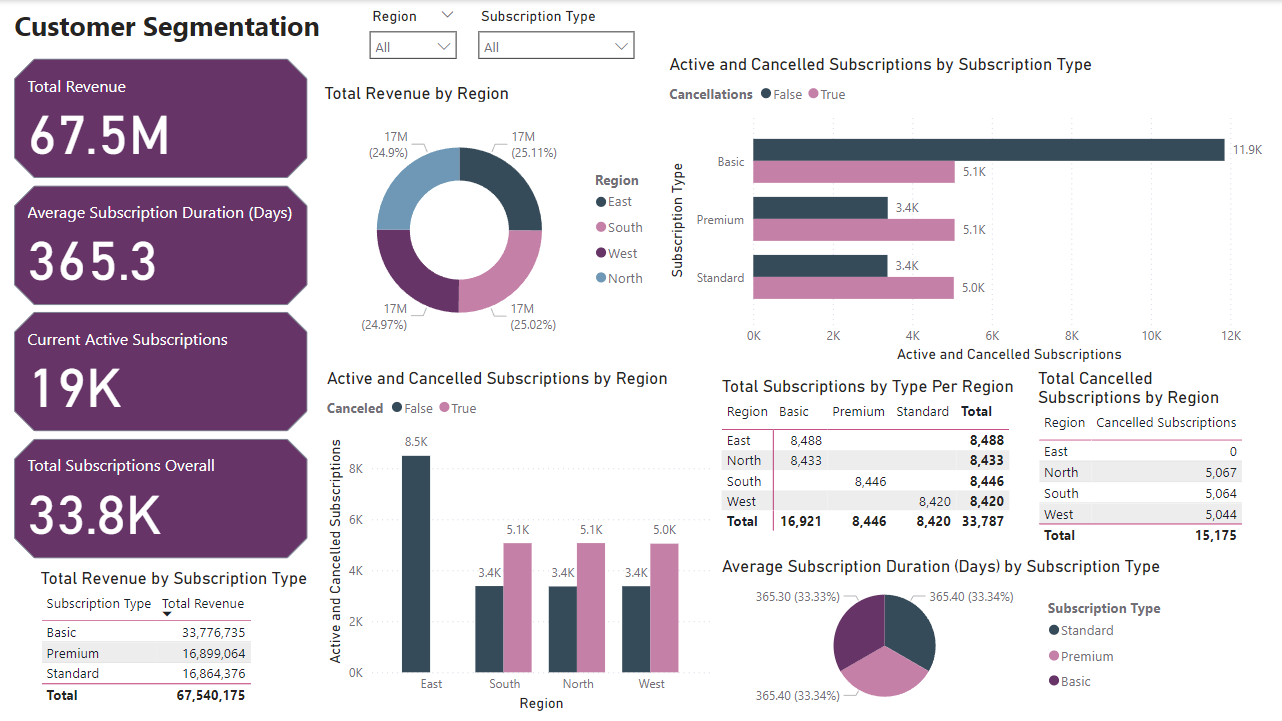 Customer Segmentation
Region
All
Subscription Type
All
Total Revenue
67.5M
Average Subscription Duration (Days)
365.3
Current Active Subscriptions
19K
Total Subscriptions Overall
33.8K
Total Revenue by Subscription Type
Subscription Type Total Revenue
Basic 33,776,735
Premium 16,899,064
Standard 16,864,376
Total 67,540,175
Total Revenue by Region
17M
(24.9%)
17M
(25.11%)
17M
(24.97%)
17M
(25.02%)
Region
East
South
West
North
Active and Cancelled Subscriptions by Subscription Type
Cancellations False True
Subscription Type
Basic 11.9K
5.1K
Premium 3.4K
5.1K
Standard 3.4K
5.0K
0K 2K 4K 6K 8K 10K 12K
Active and Cancelled Subscriptions
Active and Cancelled Subscriptions by Region
Canceled False True
Active and Cancelled Subscriptions
8K
6K
4K
2K
0K
8.5K
3.4K 5.1K
3.4K 5.1K
3.4K 5.0K
East South North West
Region
Total Subscriptions by Type Per Region
Region Basic Premium Standard Total
East 8,488 8,488
North 8,433 8,433
South 8,446 8,446
West 8,420 8,420
Total 16,921 8,446 8,420 33,787
Total Cancelled
Subscriptions by Region
Region Cancelled Subscriptions
East 0
North 5,067
South 5,064
West 5,044
Total 15,175
Average Subscription Duration (Days) by Subscription Type
365.30 (33.33%)
365.40 (33.34%)
365.40 (33.34%)
Subscription Type
Standard
Premium
Basic